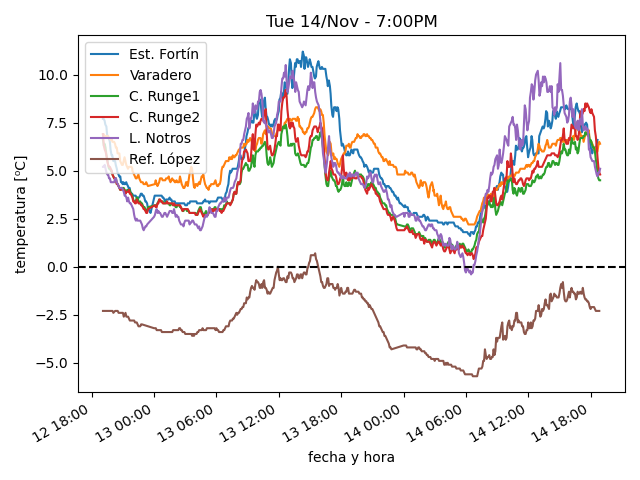 Tue 14/Nov - 7:00PM
Est. Fortín
Varadero
C. Runge1
C. Runge2
L. Notros
Ref. López
temperatura [ºC]
10.0
7.5
5.0
2.5
0.0
−2.5
−5.0
12 18:00
13 00:00
13 06:00
13 12:00
13 18:00
14 00:00
14 06:00
14 12:00
14 18:00
fecha y hora